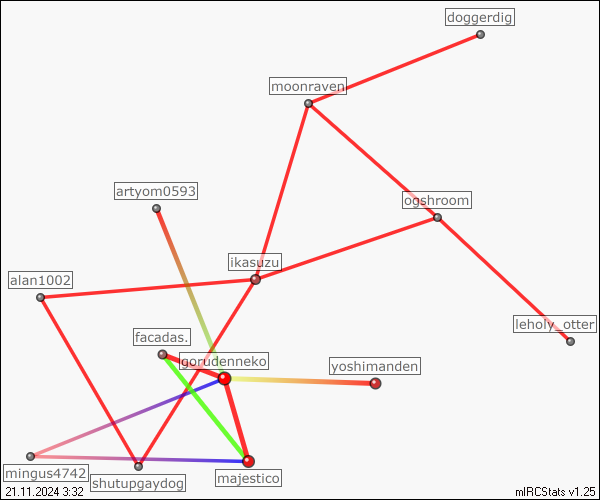 doggerdig
moonraven
artyom0593
ogshroom
ikasuzu
alan1002
leholy_otter
facadas.
gorudenneko
yoshimanden
mingus4742
shutupgaydog
majestico
21.11.2024 3:32
mIRCStats v1.25